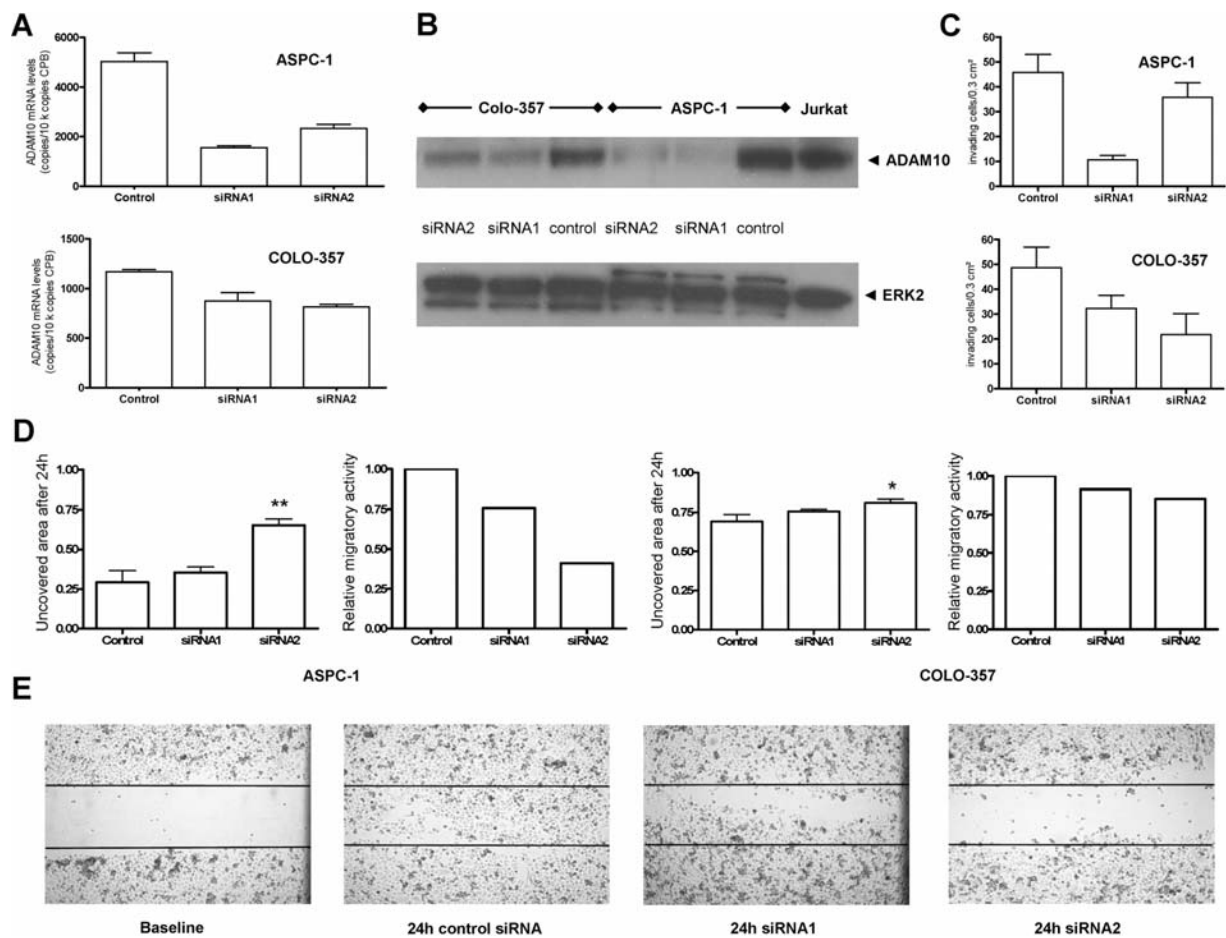 A
ADAM10 mRNA levels
(copies/10 k copies CPB)
6000
4000
2000
0
ASPC-1
Control siRNA1 siRNA2
ADAM10 mRNA levels
(copies/10 k copies CPB)
1500
1000
500
0
COLO-357
Control siRNA1 siRNA2
B
Colo-357 ASPC-1 Jurkat
ADAM10
siRNA2 siRNA1 control siRNA2 siRNA1 control
ERK2
C
invading cells/0.3 cm²
60
50
40
30
20
10
0
ASPC-1
Control siRNA1 siRNA2
invading cells/0.3 cm²
60
50
40
30
20
10
0
COLO-357
Control siRNA1 siRNA2
D
Uncovered area after 24h
1.00
0.75
0.50
0.25
0.00
**
Control siRNA1 siRNA2
Relative migratory activity
1.00
0.75
0.50
0.25
0.00
Control siRNA1 siRNA2
ASPC-1
Uncovered area after 24h
1.00
0.75
0.50
0.25
0.00
*
Control siRNA1 siRNA2
Relative migratory activity
1.00
0.75
0.50
0.25
0.00
Control siRNA1 siRNA2
COLO-357
E
Baseline
24h control siRNA
24h siRNA1
24h siRNA2